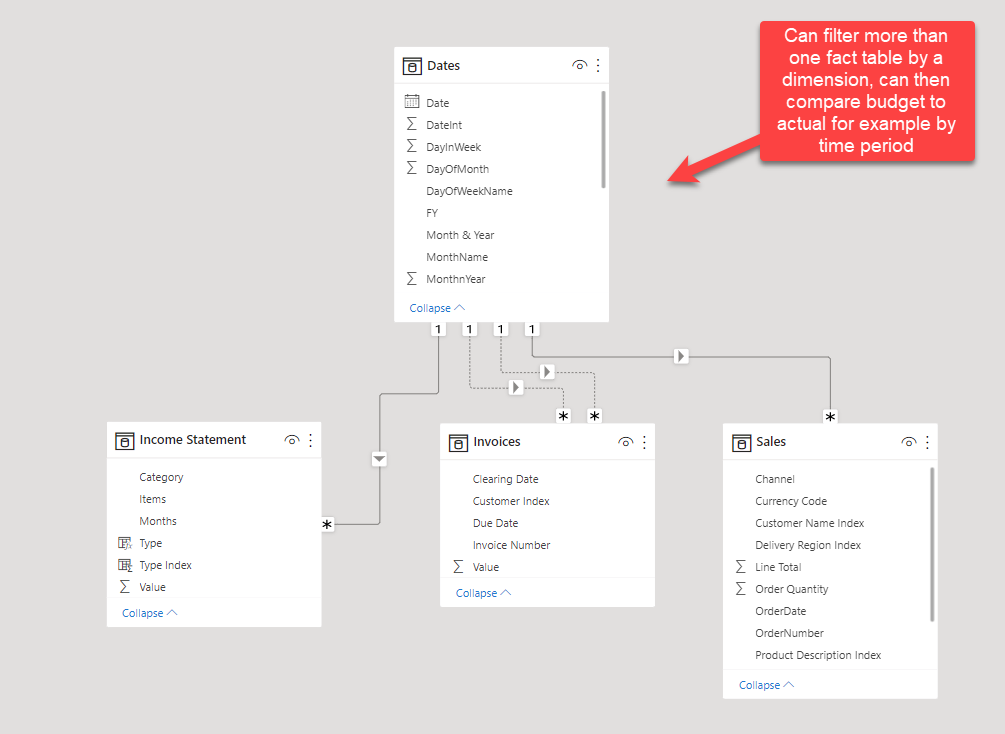 Can filter more than
one fact table by a
dimension, can then
compare budget to
actual for example by
time period
Dates
Date
DateInt
DayInWeek
DayOfMonth
DayOfWeekName
FY
Month & Year
MonthName
MonthnYear
Collapse
1 1 1 1
* * *
Income Statement
Category
Items
Months
*
Type
Type Index
Value
Collapse
Invoices
Clearing Date
Customer Index
Due Date
Invoice Number
Value
Collapse
Sales
Channel
Currency Code
Customer Name Index
Delivery Region Index
Line Total
Order Quantity
OrderDate
OrderNumber
Product Description Index
Collapse